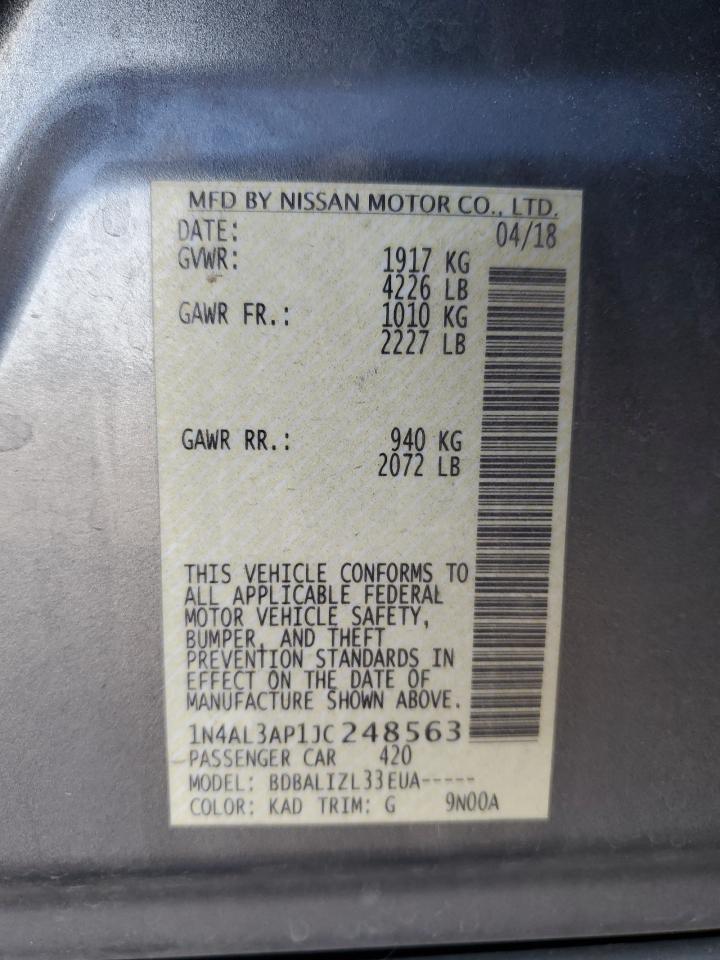 MFD BY NISSAN MOTOR CO., LTD.
DATE: 04/18
GVWR: 1917 KG
4226 LB
GAWR FR.: 1010 KG
2227 LB
GAWR RR.: 940 KG
2072 LB
THIS VEHICLE CONFORMS TO
ALL APPLICABLE FEDERAL
MOTOR VEHICLE SAFETY,
BUMPER, AND THEFT
PREVENTION STANDARDS IN
EFFECT ON THE DATE OF
MANUFACTURE SHOWN ABOVE.
1N4AL3AP1JC248563
PASSENGER CAR 420
MODEL: BDBALIZL33EUA-----
COLOR: KAD TRIM: G 9N00A